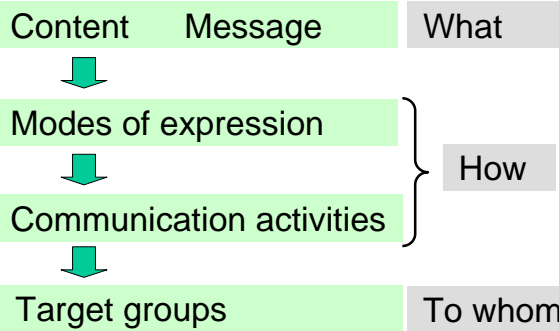 Content Message What
Modes of expression
How
Communication activities
Target groups To whom